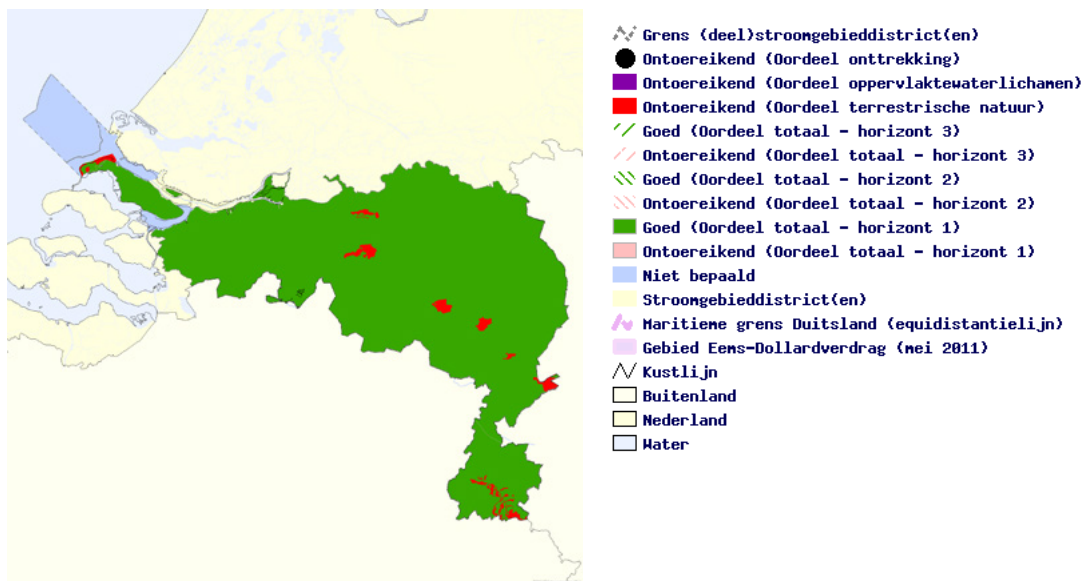 Grens (deel)stroomgebieddistrict(en)
Ontoereikend (Oordeel onttrekking)
Ontoereikend (Oordeel oppervlaktewaterlichamen)
Ontoereikend (Oordeel terrestrische natuur)
Goed (Oordeel totaal - horizont 3)
Ontoereikend (Oordeel totaal - horizont 3)
Goed (Oordeel totaal - horizont 2)
Ontoereikend (Oordeel totaal - horizont 2)
Goed (Oordeel totaal - horizont 1)
Ontoereikend (Oordeel totaal - horizont 1)
Niet bepaald
Stroomgebieddistrict(en)
Maritieme grens Duitsland (equidistantielijn)
Gebied Eems-Dollardverdrag (mei 2011)
Kustlijn
Buitenland
Nederland
Water